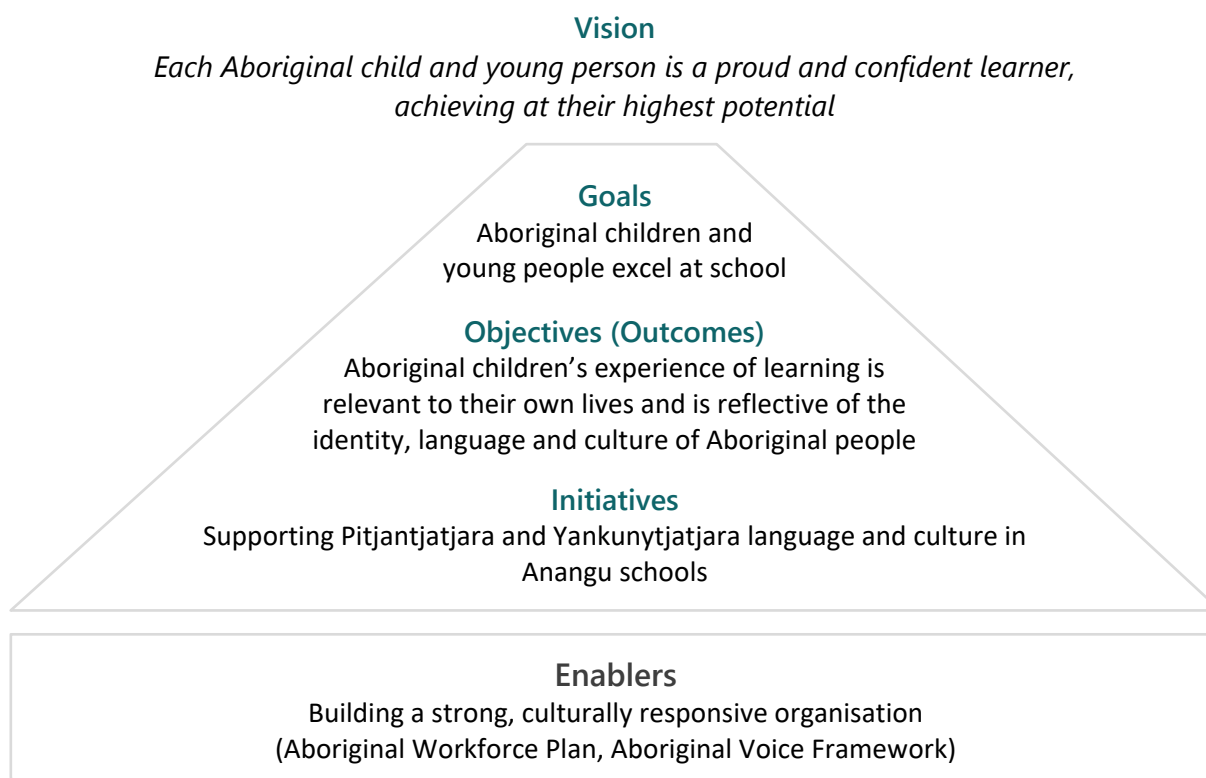 Vision
Each Aboriginal child and young person is a proud and confident learner,
achieving at their highest potential
Goals
Aboriginal children and
young people excel at school
Objectives (Outcomes)
Aboriginal children’s experience of learning is
relevant to their own lives and is reflective of the
identity, language and culture of Aboriginal people
Initiatives
Supporting Pitjantjatjara and Yankunytjatjara language and culture in
Anangu schools
Enablers
Building a strong, culturally responsive organisation
(Aboriginal Workforce Plan, Aboriginal Voice Framework)